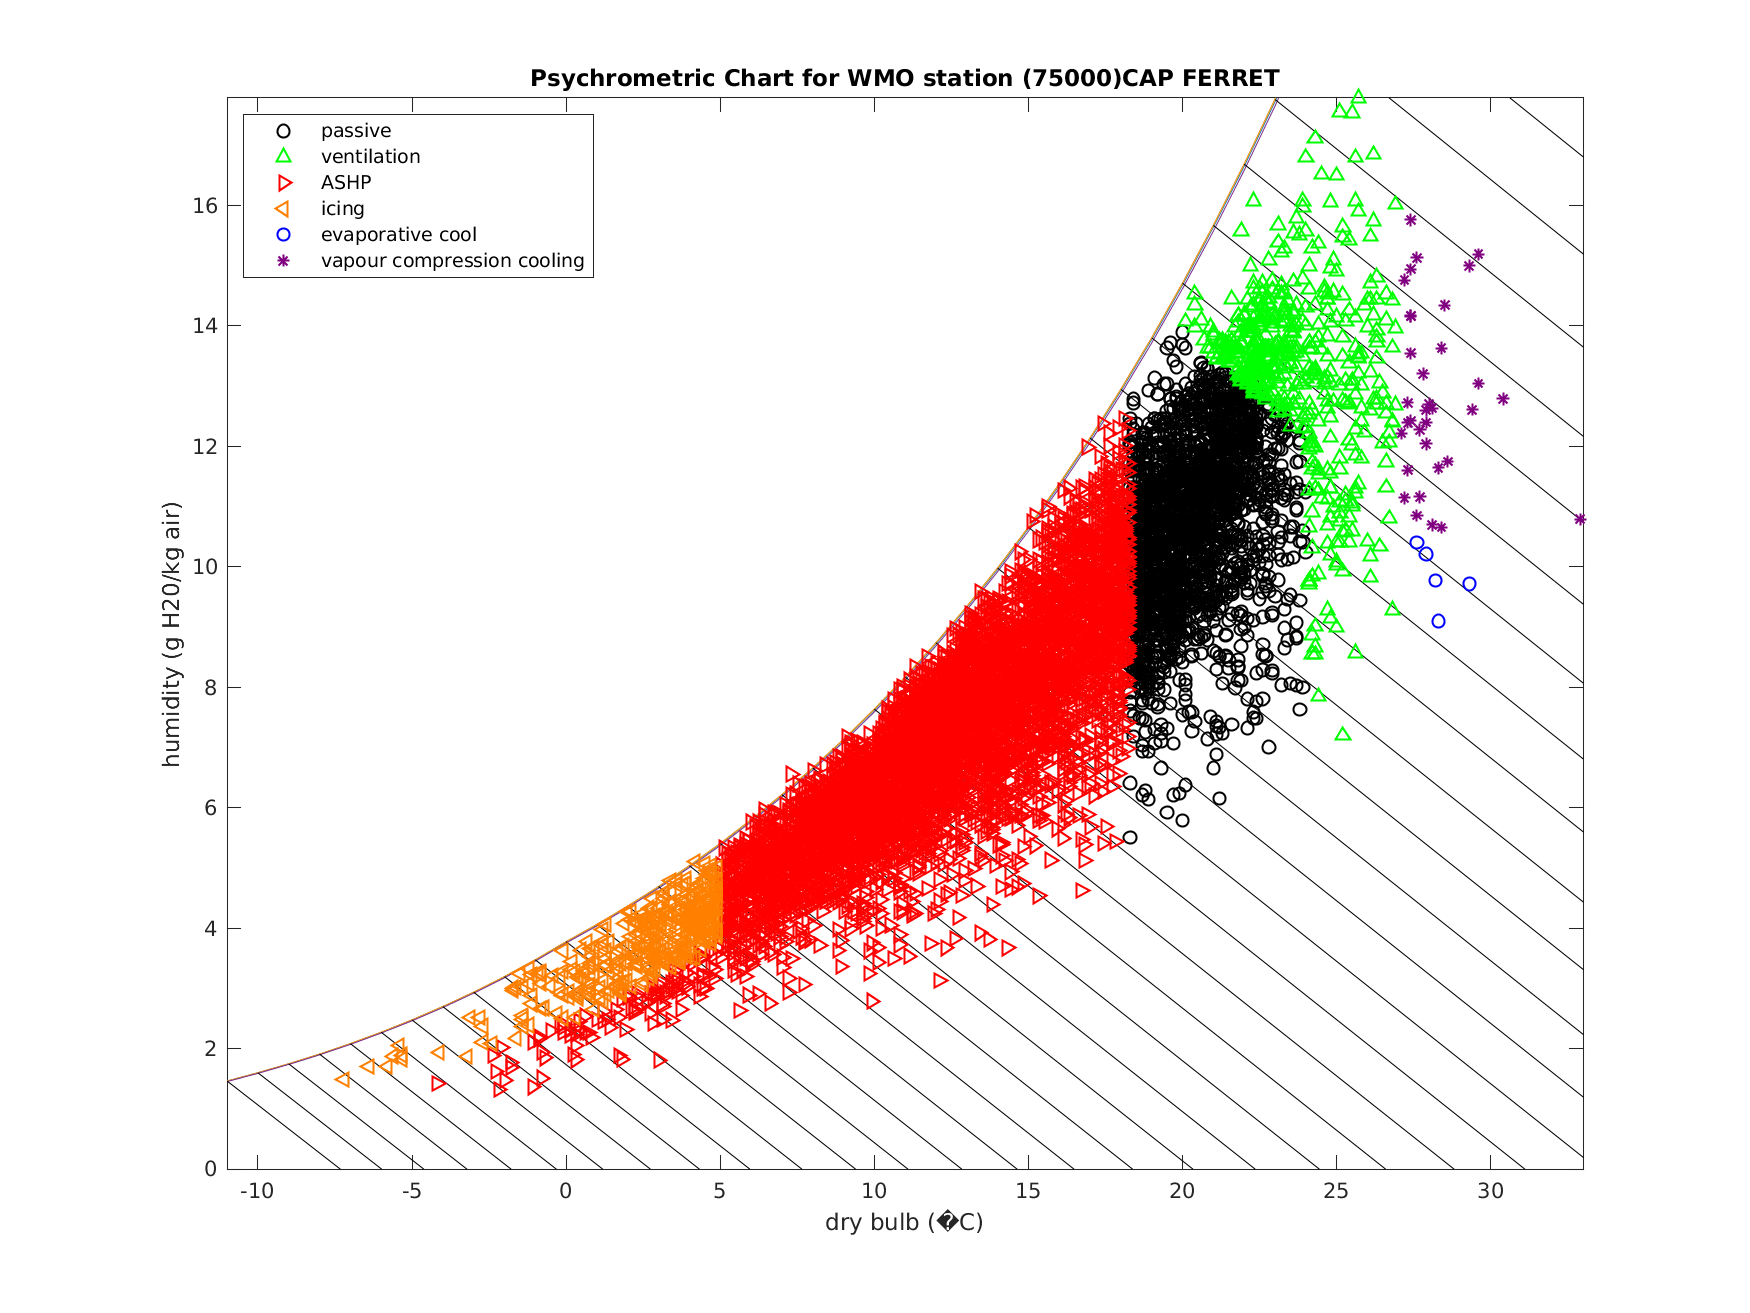 Psychrometric Chart for WMO station (75000)CAP FERRET
passive
ventilation
ASHP
icing
evaporative cool
vapour compression cooling
humidity (g H20/kg air)
16
14
12
10
8
6
4
2
0
-10 -5 0 5 10 15 20 25 30
dry bulb (�C)